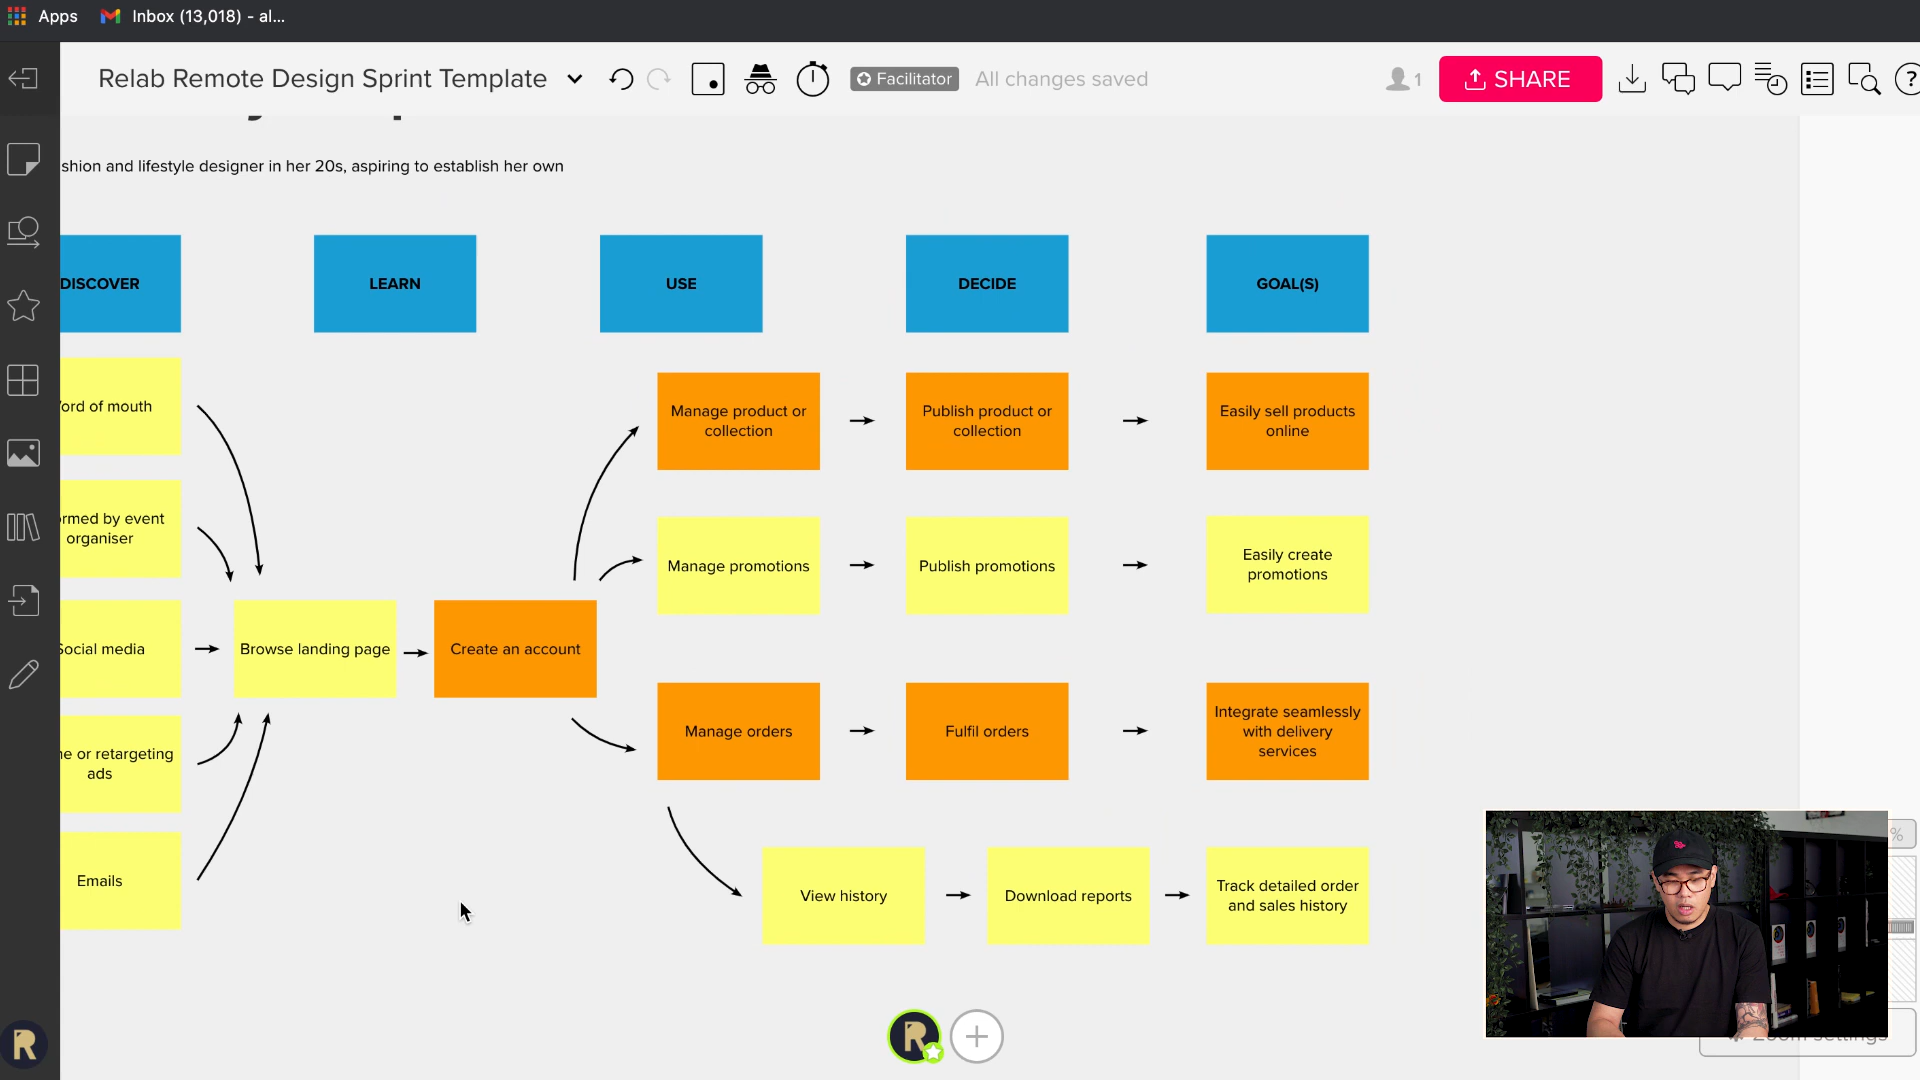 Apps Inbox (13,018) - al...
Relab Remote Design Sprint Template Facilitator All changes saved 1 SHARE ?
shion and lifestyle designer in her 20s, aspiring to establish her own
DISCOVER LEARN USE DECIDE GOAL(S)
ord of mouth
Manage product or
collection
Publish product or
collection
Easily sell products
online
rmed by event
organiser
Manage promotions
Publish promotions
Easily create
promotions
Social media
Browse landing page
Create an account
Manage orders
Fulfil orders
Integrate seamlessly
with delivery
services
ne or retargeting
ads
Emails
View history
Download reports
Track detailed order
and sales history
%
Zoom settings
R
R